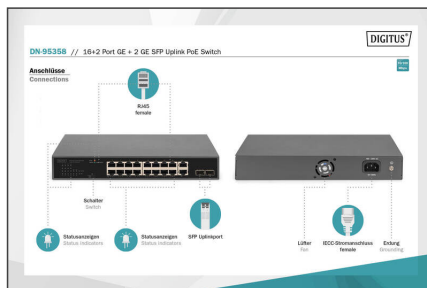 DIGITUS®
DN-95358 // 16+2 Port GE + 2 GE SFP Uplink PoE Switch
Anschlüsse
Connections
RJ45
female
Schalter
Switch
Statusanzeigen
Status indicators
Statusanzeigen
Status indicators
SFP Uplinkport
Lüfter
Fan
IECC-Stromanschluss
female
Erdung
Grounding